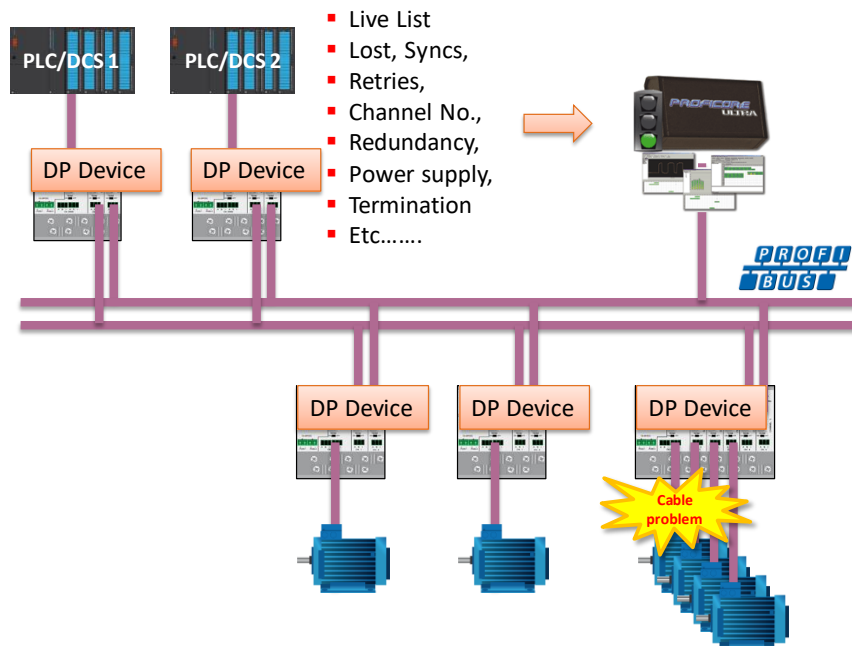 PLC/DCS 1
PLC/DCS 2
Live List
Lost, Syncs,
Retries,
Channel No.,
Redundancy,
Power supply,
Termination
Etc…….
PROFICORE
ULTRA
DP Device
DP Device
PROFI
BUS
DP Device
DP Device
DP Device
Cable
problem